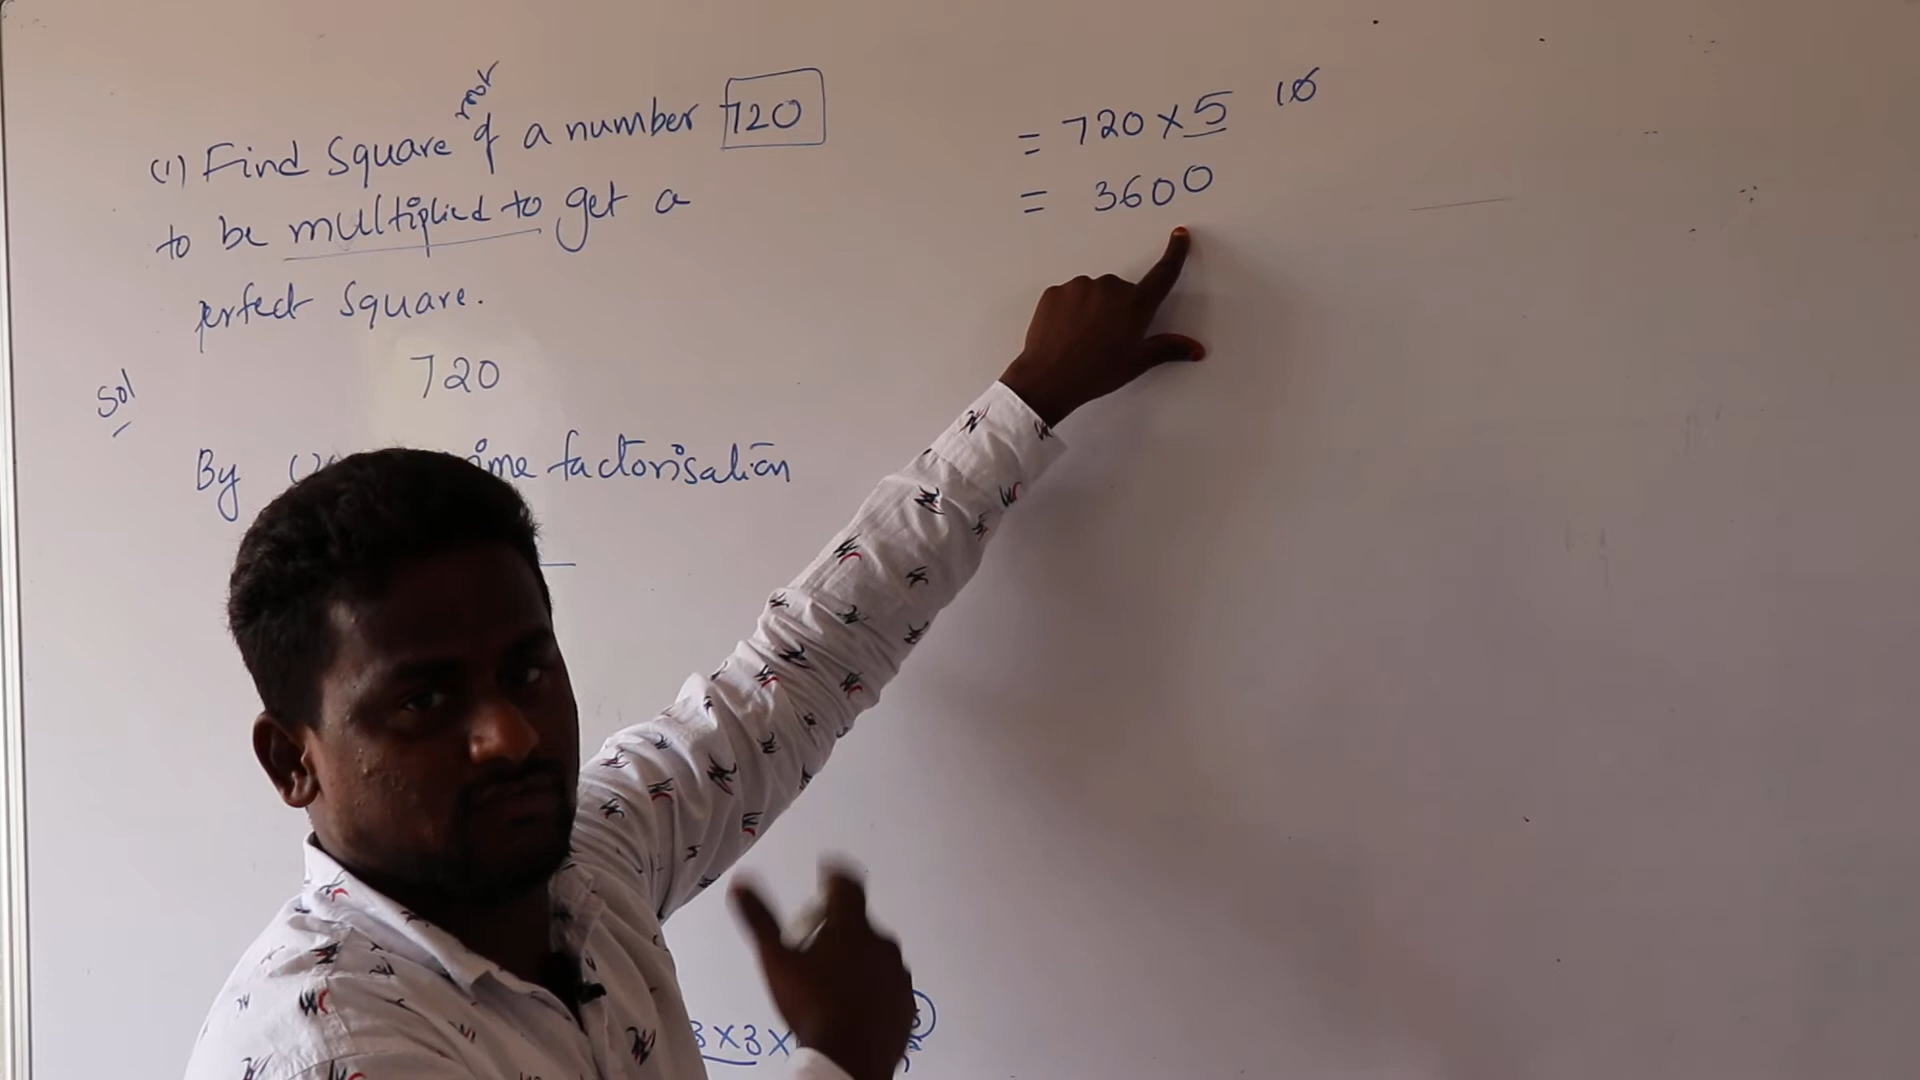 (1) Find Square root of a number 720
to be multiplied to get a
perfect square.
Sol
720
By factorisation
3 X 3 X
= 720 X 5 10
= 3600